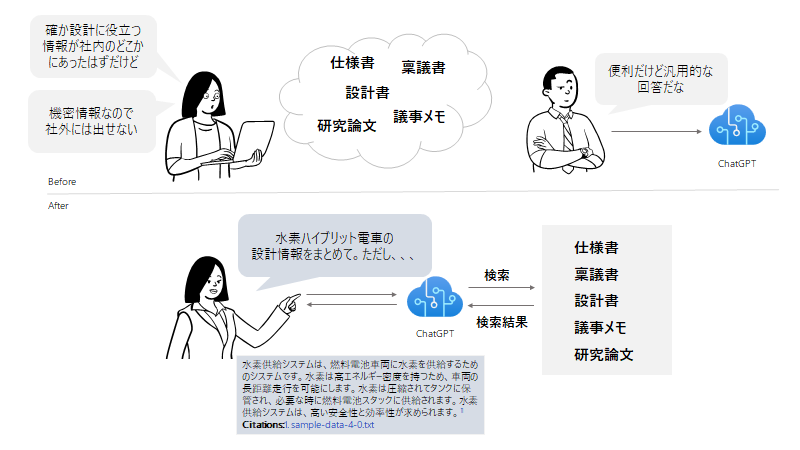 確か設計に役立つ
情報が社内のどこか
にあったはずだけど
機密情報なので
社外には出せない
仕様書
稟議書
設計書
議事メモ
研究論文
便利だけど汎用的な
回答だな
ChatGPT
Before
After
水素ハイブリット電車の
設計情報をまとめて。ただし、、、
ChatGPT
検索
検索結果
仕様書
稟議書
設計書
議事メモ
研究論文
水素供給システムは、燃料電池車両に水素を供給するため
のシステムです。水素は高エネルギー密度を持つため、車両の
長距離走行を可能にします。水素は圧縮されてタンクに保
管され、必要な時に燃料電池スタックに供給されます。水素
供給システムは、高い安全性と効率性が求められます。1
Citations:1. sample-data-4-0.txt